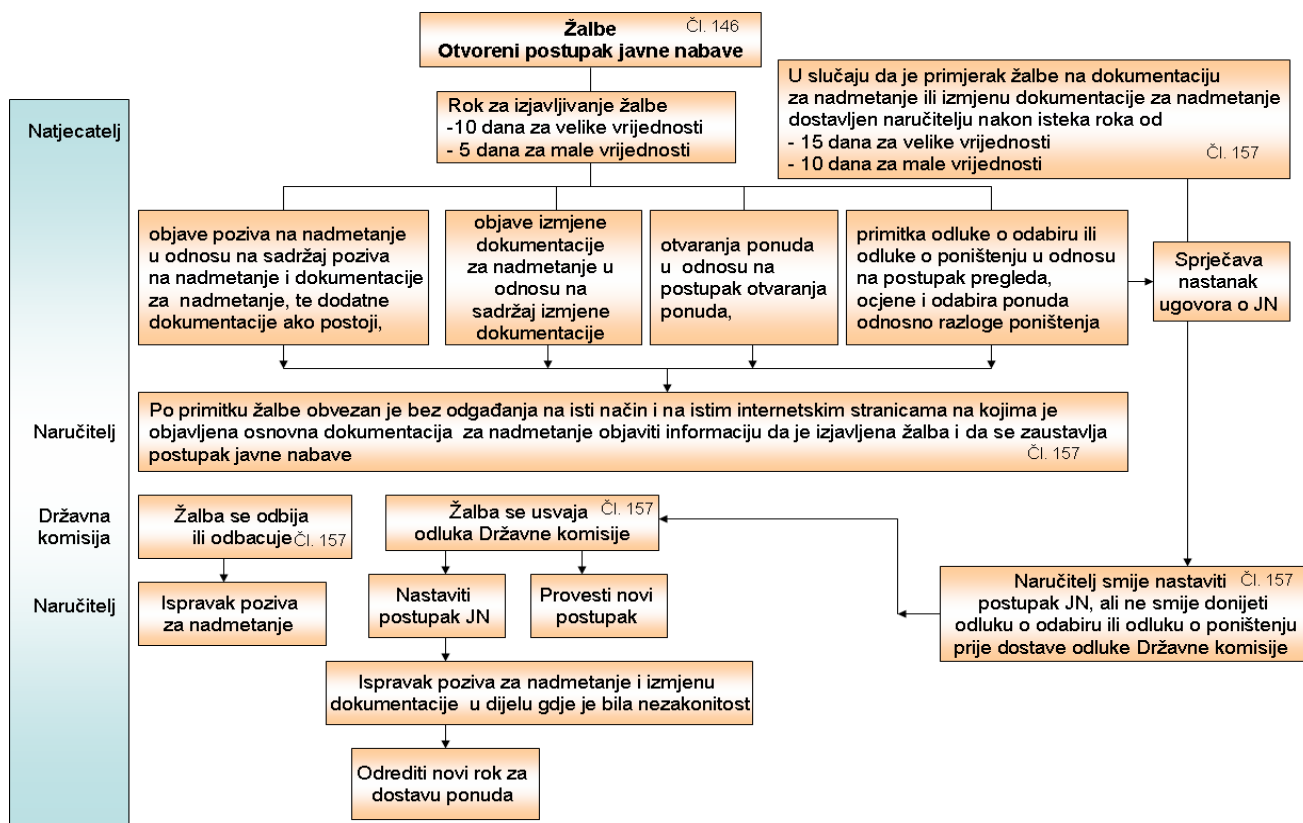 Žalbe
Čl. 146
Otvoreni postupak javne nabave
U slučaju da je primjerak žalbe na dokumentaciju
za nadmetanje ili izmjenu dokumentacije za nadmetanje
dostavljen naručitelju nakon isteka roka od
- 15 dana za velike vrijednosti
- 10 dana za male vrijednosti
Čl. 157
Natjecatelj
Rok za izjavljivanje žalbe
-10 dana za velike vrijednosti
- 5 dana za male vrijednosti
objave poziva na nadmetanje
u odnosu na sadržaj poziva
na nadmetanje i dokumentacije
za nadmetanje, te dodatne
dokumentacije ako postoji,
objave izmjene
dokumentacije
za nadmetanje u
odnosu na
sadržaj izmjene
dokumentacije
otvaranja ponuda
u odnosu na
postupak otvaranja
ponuda,
primitka odluke o odabiru ili
odluke o poništenju u odnosu
na postupak pregleda,
ocjene i odabira ponuda
odnosno razloge poništenja
Sprječava
nastanak
ugovora o JN
Naručitelj
Po primitku žalbe obvezan je bez odgađanja na isti način i na istim internetskim stranicama na kojima je
objavljena osnovna dokumentacija za nadmetanje objaviti informaciju da je izjavljena žalba i da se zaustavlja
postupak javne nabave
Čl. 157
Državna
komisija
Žalba se odbija
ili odbacuje
Čl. 157
Žalba se usvaja
Čl. 157
odluka Državne komisije
Naručitelj
Ispravak poziva
za nadmetanje
Nastaviti
postupak JN
Provesti novi
postupak
Naručitelj smije nastaviti
Čl. 157
postupak JN, ali ne smije donijeti
odluku o odabiru ili odluku o poništenju
prije dostave odluke Državne komisije
Ispravak poziva za nadmetanje i izmjenu
dokumentacije u dijelu gdje je bila nezakonitost
Odrediti novi rok za
dostavu ponuda